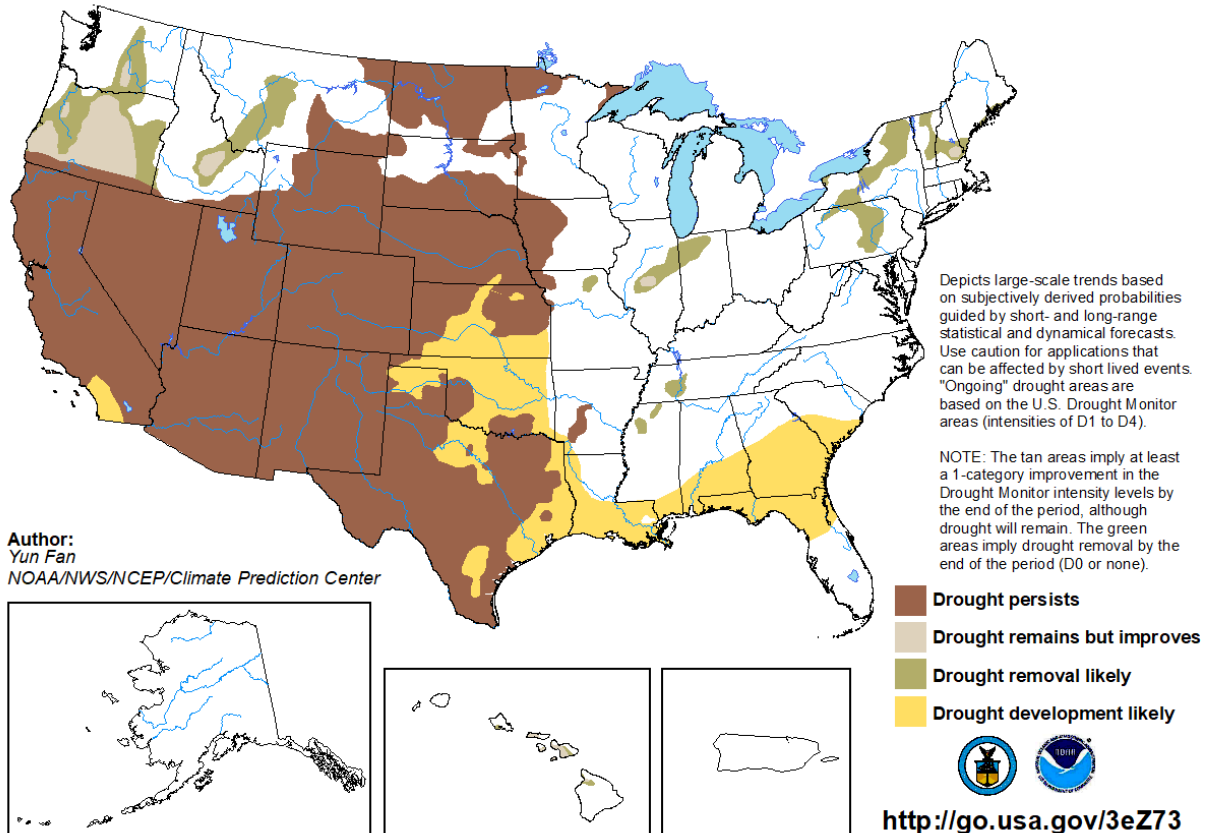 Depicts large-scale trends based
on subjectively derived probabilities
guided by short- and long-range
statistical and dynamical forecasts.
Use caution for applications that
can be affected by short lived events.
"Ongoing" drought areas are
based on the U.S. Drought Monitor
areas (intensities of D1 to D4).
NOTE: The tan areas imply at least
a 1-category improvement in the
Drought Monitor intensity levels by
the end of the period, although
drought will remain. The green
areas imply drought removal by the
end of the period (D0 or none).
Author:
Yun Fan
NOAA/NWS/NCEP/Climate Prediction Center
Drought persists
Drought remains but improves
Drought removal likely
Drought development likely
http://go.usa.gov/3eZ73